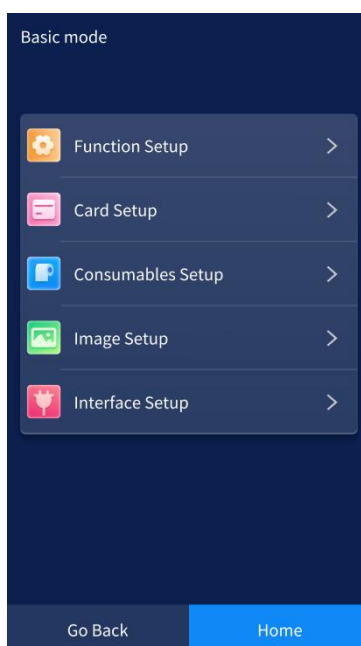 Basic mode
Function Setup
Card Setup
Consumables Setup
Image Setup
Interface Setup
Go Back
Home